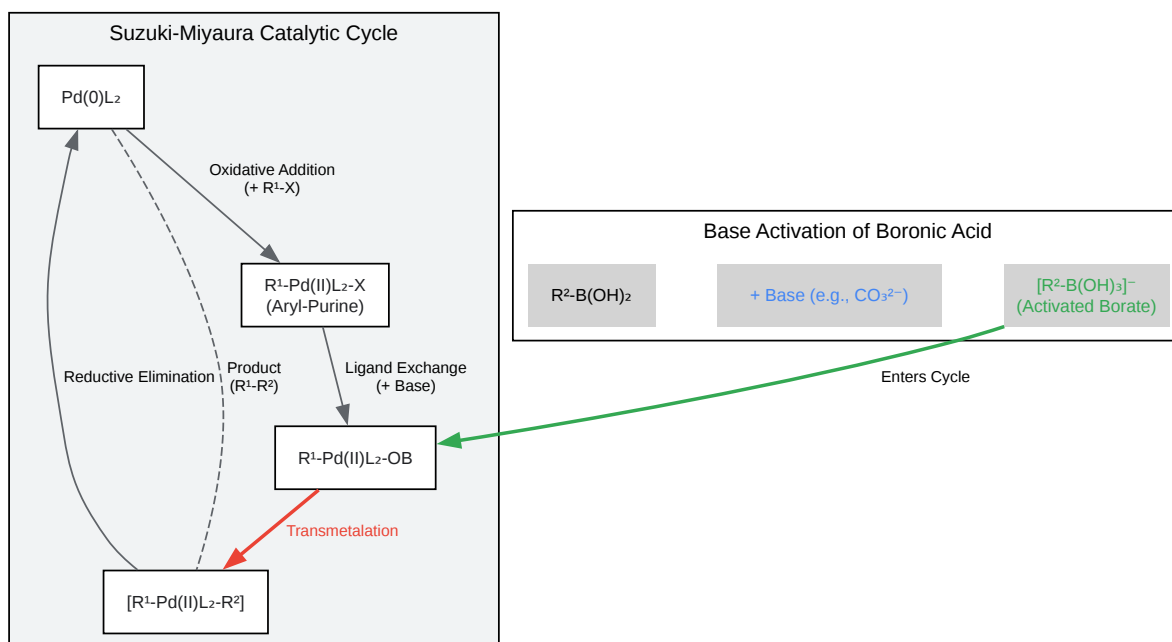 Suzuki-Miyaura Catalytic Cycle
Pd(0)L₂
Oxidative Addition
(+ R¹-X)
R¹-Pd(II)L₂-X
(Aryl-Purine)
Reductive Elimination
Product
(R¹-R²)
Ligand Exchange
(+ Base)
R¹-Pd(II)L₂-OB
Transmetalation
[R¹-Pd(II)L₂-R²]
Base Activation of Boronic Acid
R²-B(OH)₂
+ Base (e.g., CO₃²⁻)
[R²-B(OH)₃]⁻
(Activated Borate)
Enters Cycle